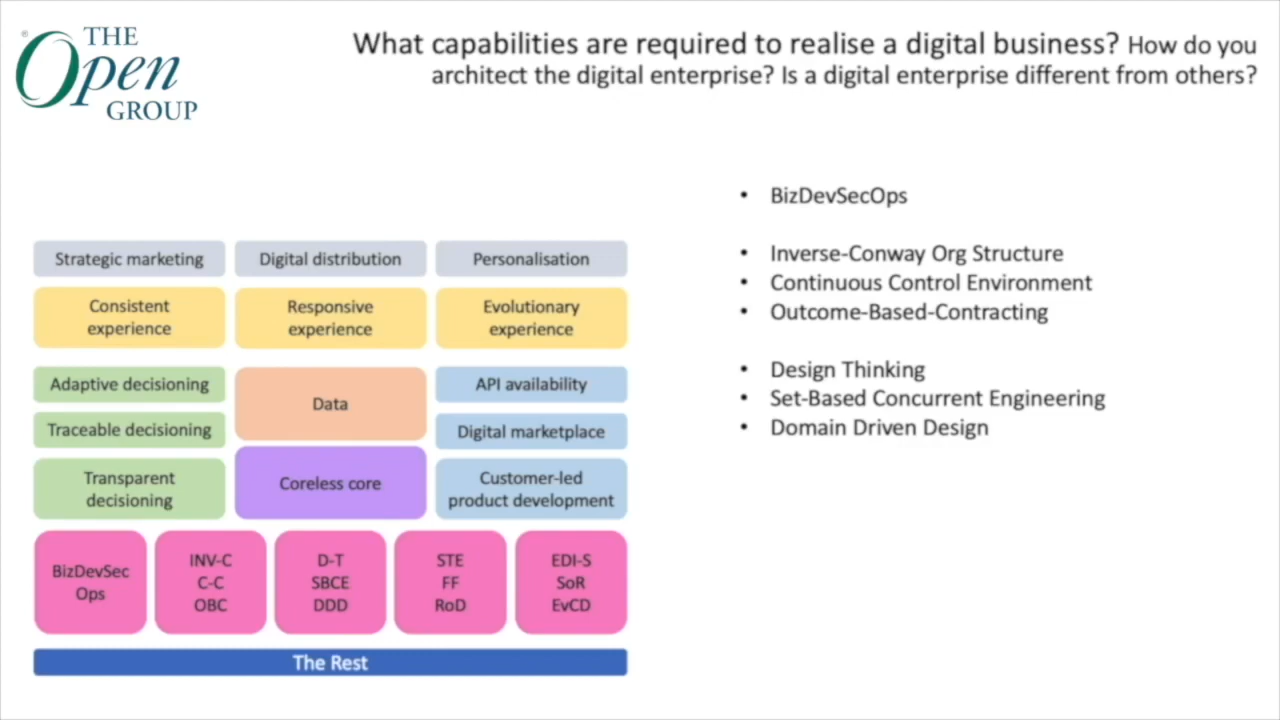 THE
Open
GROUP
®
What capabilities are required to realise a digital business? How do you
architect the digital enterprise? Is a digital enterprise different from others?
Strategic marketing
Digital distribution
Personalisation
Consistent
experience
Responsive
experience
Evolutionary
experience
Adaptive decisioning
Traceable decisioning
Transparent
decisioning
Data
Coreless core
API availability
Digital marketplace
Customer-led
product development
BizDevSec
Ops
INV-C
C-C
OBC
D-T
SBCE
DDD
STE
FF
RoD
EDI-S
SoR
EvCD
The Rest
• BizDevSecOps
• Inverse-Conway Org Structure
• Continuous Control Environment
• Outcome-Based-Contracting
• Design Thinking
• Set-Based Concurrent Engineering
• Domain Driven Design